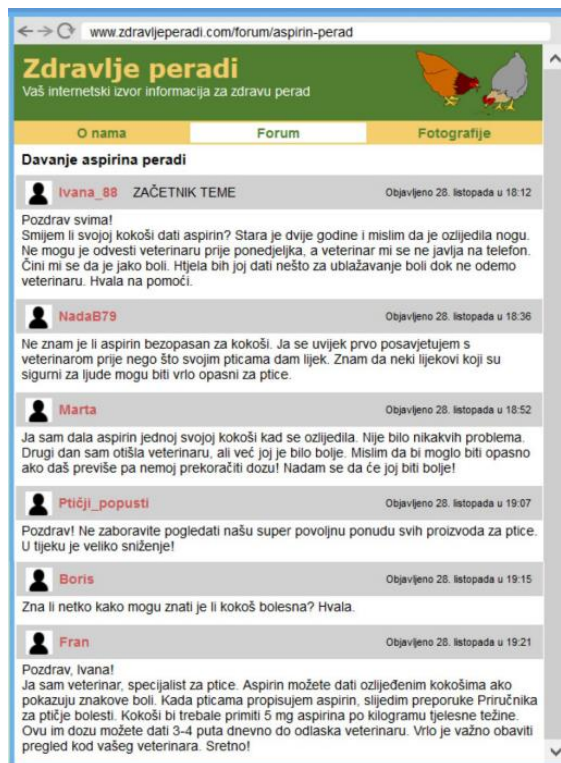 www.zdravljeperadi.com/forum/aspirin-perad
Zdravlje peradi
Vaš internetski izvor informacija za zdravu perad
O nama Forum Fotografije
Davanje aspirina peradi
Ivana_88 ZAČETNIK TEME Objavljeno 28. listopada u 18:12
Pozdrav svima!
Smijem li svojoj kokoši dati aspirin? Stara je dvije godine i mislim da je ozlijedila nogu.
Ne mogu je odvesti veterinaru prije ponedjeljka, a veterinar mi se ne javlja na telefon.
Čini mi se da je jako boli. Htjela bih joj dati nešto za ublažavanje boli dok ne odemo
veterinaru. Hvala na pomoći.
NadaB79 Objavljeno 28. listopada u 18:36
Ne znam je li aspirin bezopasan za kokoši. Ja se uvijek prvo posavjetujem s
veterinarom prije nego što svojim pticama dam lijek. Znam da neki lijekovi koji su
sigurni za ljude mogu biti vrlo opasni za ptice.
Marta Objavljeno 28. listopada u 18:52
Ja sam dala aspirin jednoj svojoj kokoši kad se ozlijedila. Nije bilo nikakvih problema.
Drugi dan sam otišla veterinaru, ali već joj je bilo bolje. Mislim da bi moglo biti opasno
ako daš previše pa nemoj prekoračiti dozu! Nadam se da će joj biti bolje!
Ptičji_popusti Objavljeno 28. listopada u 19:07
Pozdrav! Ne zaboravite pogledati našu super povoljnu ponudu svih proizvoda za ptice.
U tijeku je veliko sniženje!
Boris Objavljeno 28. listopada u 19:15
Zna li netko kako mogu znati je li kokoš bolesna? Hvala.
Fran Objavljeno 28. listopada u 19:21
Pozdrav, Ivana!
Ja sam veterinar, specijalist za ptice. Aspirin možete dati ozlijeđenim kokošima ako
pokazuju znakove boli. Kada pticama propisujem aspirin, slijedim preporuke Priručnika
za ptičje bolesti. Kokoši bi trebale primiti 5 mg aspirina po kilogramu tjelesne težine.
Ovu im dozu možete dati 3-4 puta dnevno do odlaska veterinaru. Vrlo je važno obaviti
pregled kod vašeg veterinara. Sretno!